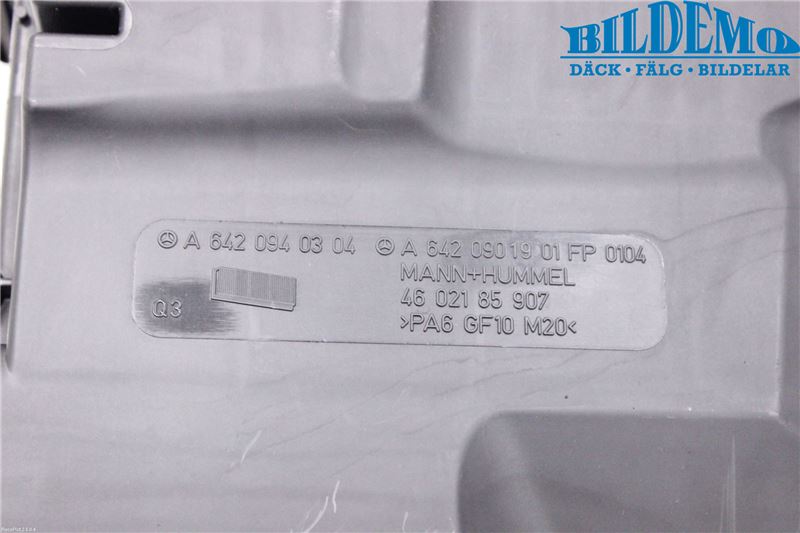 BILDEMO
DÄCK • FÄLG • BILDELAR
A 642 094 03 04 A 642 090 19 01 FP 0104
MANN+HUMMEL
46 021 85 907
Q3 >PA6 GF10 M20<